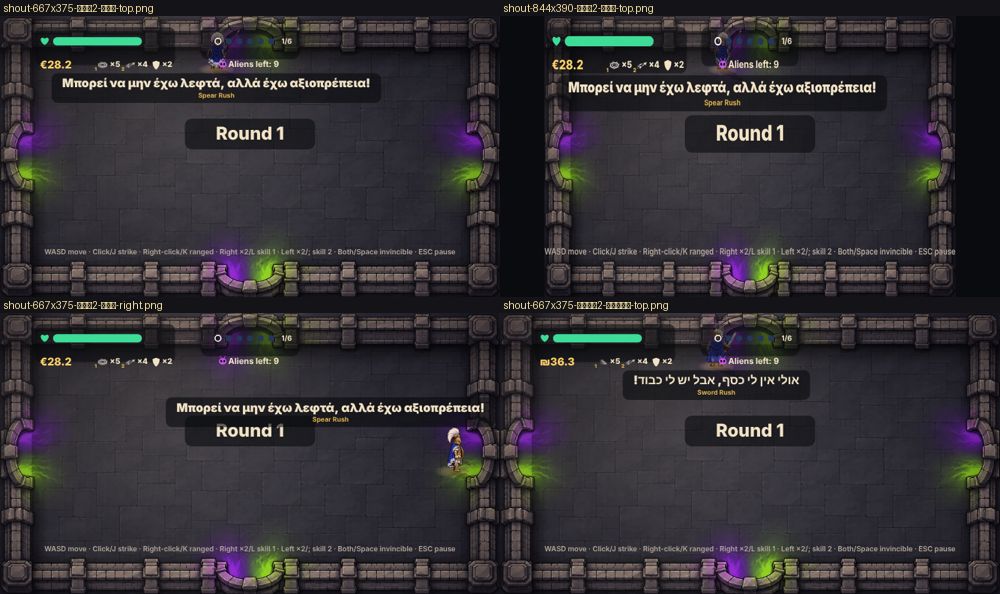 shout-667x375-2-top.png
€28.2 ×5 ×4 ×2 1/6
Aliens left: 9
Μπορεί να μην έχω λεφτά, αλλά έχω αξιοπρέπεια!
Spear Rush
Round 1
WASD move · Click/J strike · Right-click/K ranged · Right ×2/L skill 1 · Left ×2/; skill 2 · Both/Space invincible · ESC pause
shout-844x390-2-top.png
€28.2 ×5 ×4 ×2 1/6
Aliens left: 9
Μπορεί να μην έχω λεφτά, αλλά έχω αξιοπρέπεια!
Spear Rush
Round 1
WASD move · Click/J strike · Right-click/K ranged · Right ×2/L skill 1 · Left ×2/; skill 2 · Both/Space invincible · ESC pause
shout-667x375-2-right.png
€28.2 ×5 ×4 ×2 1/6
Aliens left: 9
Μπορεί να μην έχω λεφτά, αλλά έχω αξιοπρέπεια!
Spear Rush
Round 1
WASD move · Click/J strike · Right-click/K ranged · Right ×2/L skill 1 · Left ×2/; skill 2 · Both/Space invincible · ESC pause
shout-667x375-2-top.png
₪36.3 ×5 ×4 ×2 1/6
Aliens left: 9
אולי אין לי כסף, אבל יש לי כבוד!
Sword Rush
Round 1
WASD move · Click/J strike · Right-click/K ranged · Right ×2/L skill 1 · Left ×2/; skill 2 · Both/Space invincible · ESC pause